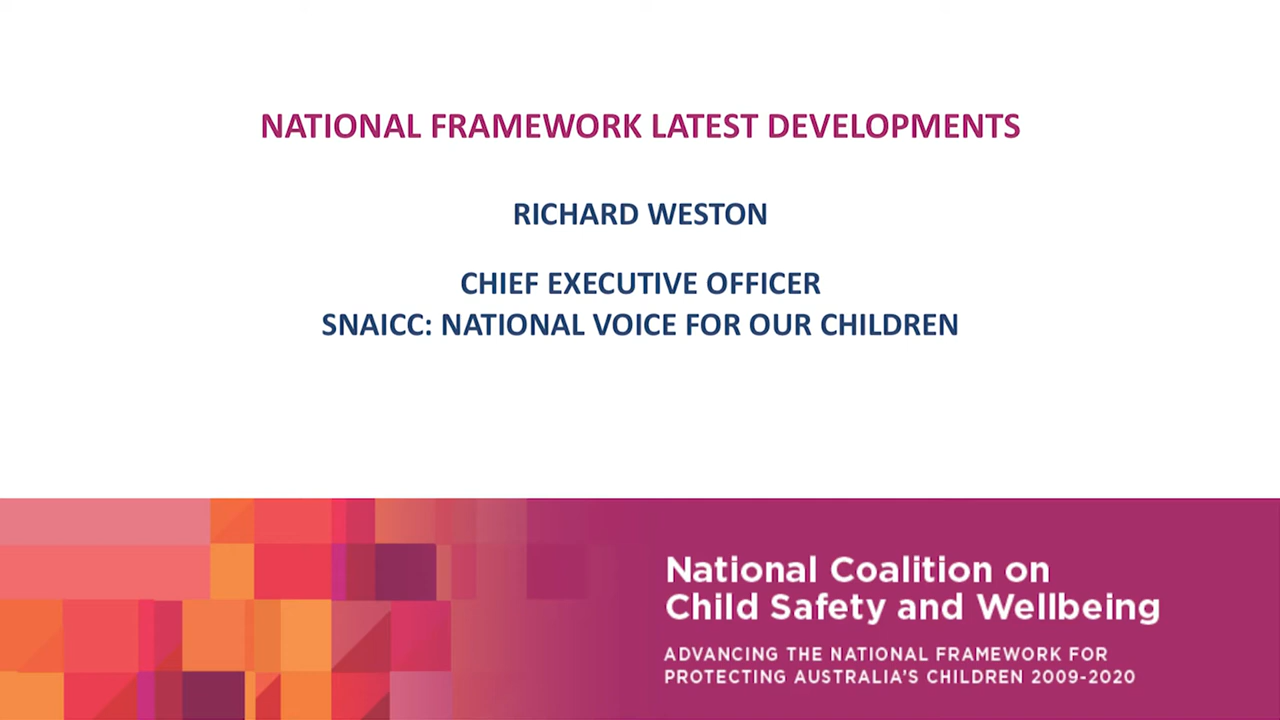 NATIONAL FRAMEWORK LATEST DEVELOPMENTS
RICHARD WESTON
CHIEF EXECUTIVE OFFICER
SNAICC: NATIONAL VOICE FOR OUR CHILDREN
National Coalition on
Child Safety and Wellbeing
ADVANCING THE NATIONAL FRAMEWORK FOR
PROTECTING AUSTRALIA'S CHILDREN 2009-2020